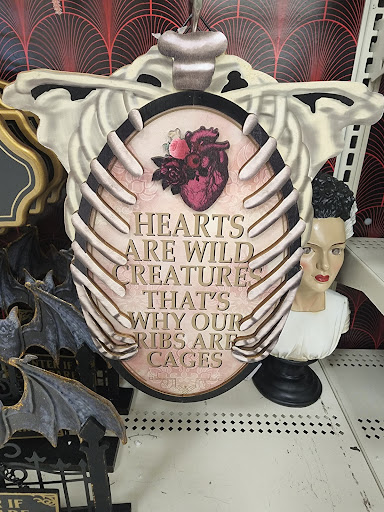 HEARTS
ARE WILD
CREATURES
THAT'S
WHY OUR
RIBS ARE
CAGES